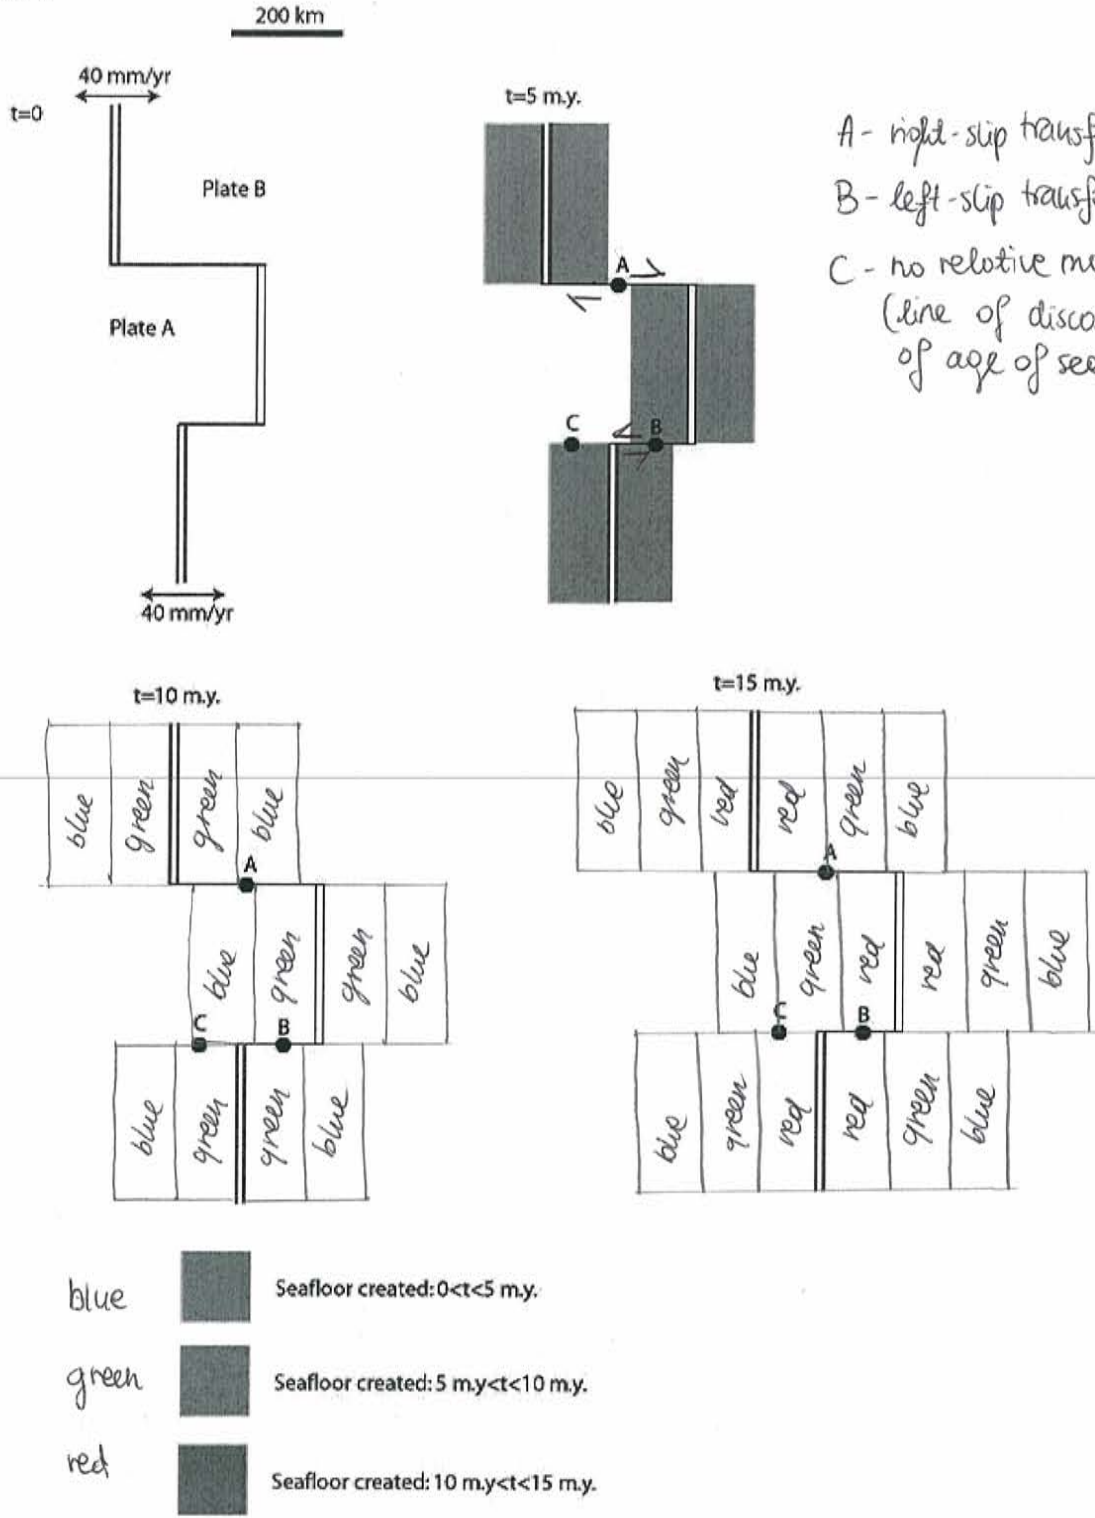 200 km
40 mm/yr
t=0
Plate B
Plate A
40 mm/yr
t=5 m.y.
A
B
C
A - right-slip transf
B - left-slip transf
C - no relotive
(line of disco
of age of
t=10 m.y.
blue green green blue
A
blue green green blue
C B
blue green green blue
t=15 m.y.
blue green red red green blue
A
blue green red red green blue
C B
blue green red red green blue
blue Seafloor created: 0<t<5 m.y.
green Seafloor created: 5 m.y<t<10 m.y.
red Seafloor created: 10 m.y<t<15 m.y.